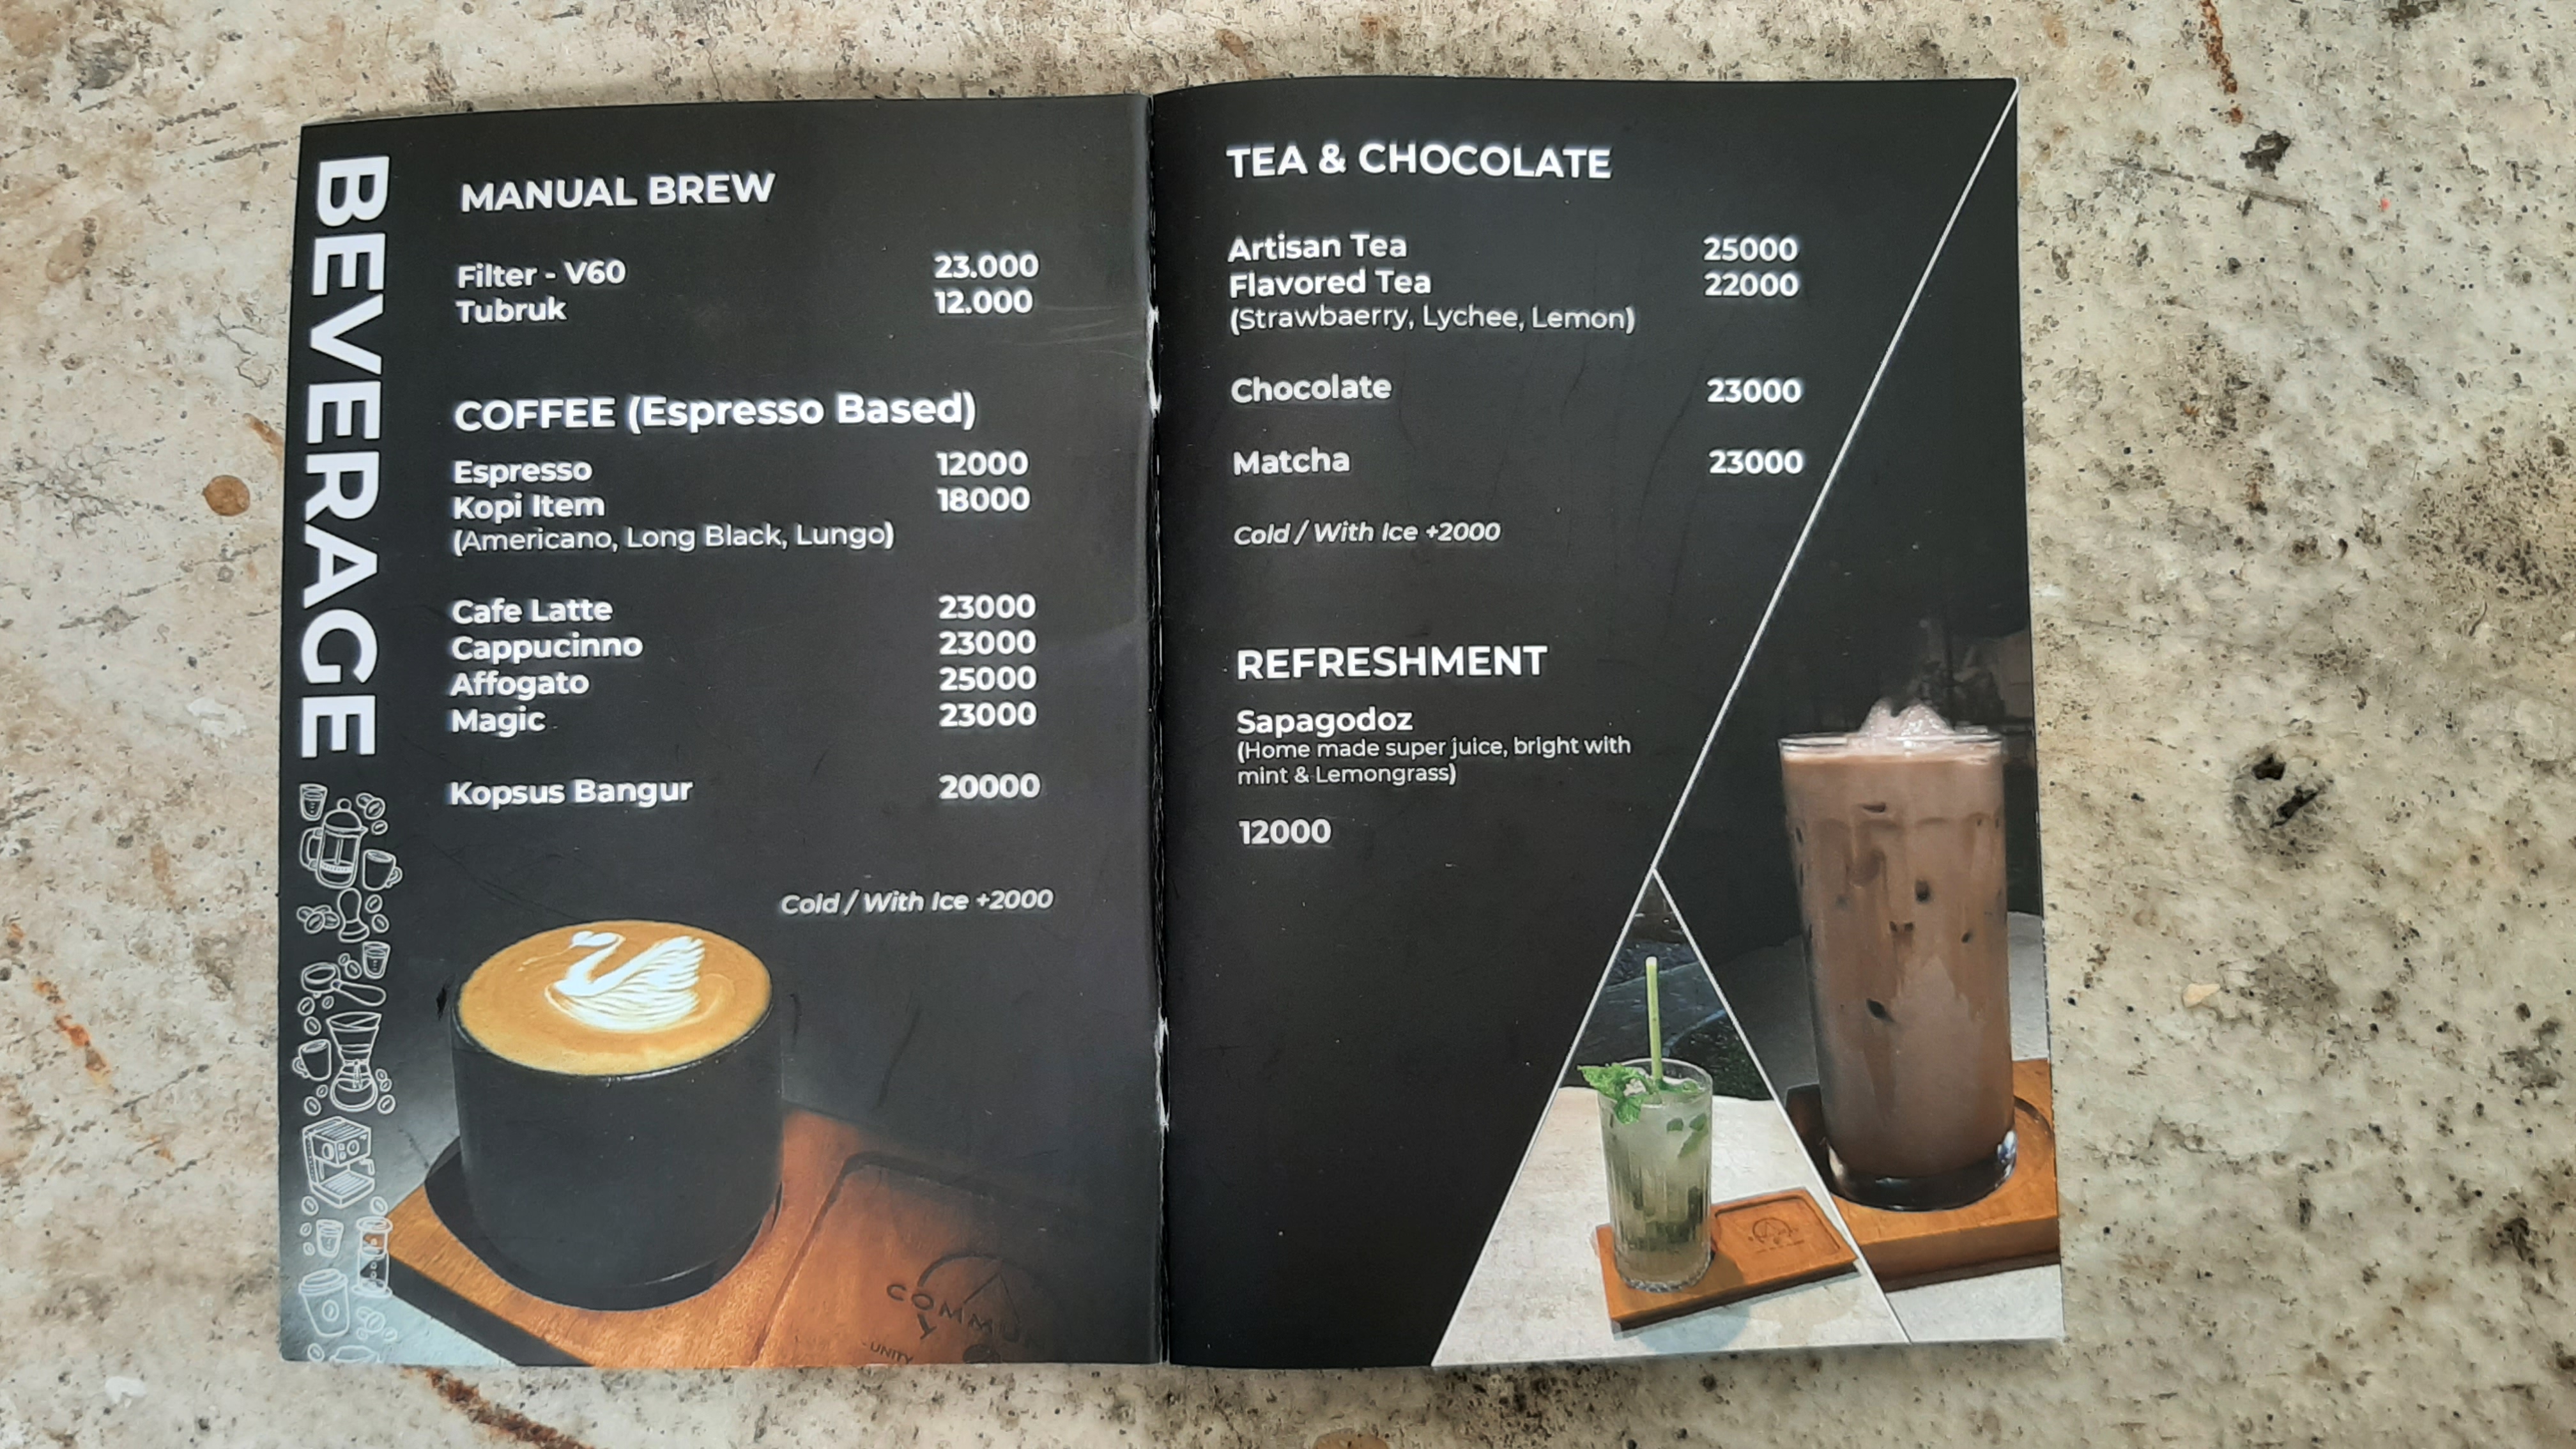 BEVERAGE
MANUAL BREW
Filter - V60 23.000
Tubruk 12.000
COFFEE (Espresso Based)
Espresso 12000
Kopi Item 18000
(Americano, Long Black, Lungo)
Cafe Latte 23000
Cappucinno 23000
Affogato 25000
Magic 23000
Kopsus Bangur 20000
Cold / With Ice +2000
UNITY
TEA & CHOCOLATE
Artisan Tea 25000
Flavored Tea 22000
(Strawbaerry, Lychee, Lemon)
Chocolate 23000
Matcha 23000
Cold / With Ice +2000
REFRESHMENT
Sapagodoz
(Home made super juice, bright with
mint & Lemongrass)
12000